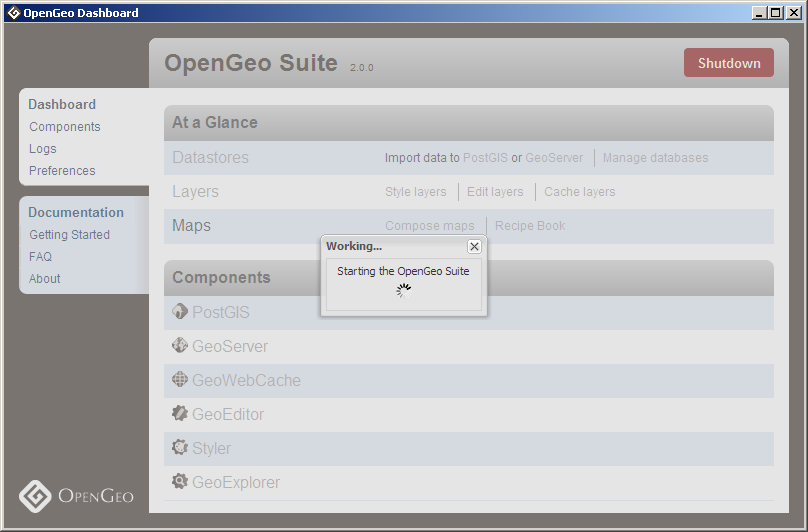 OpenGeo Dashboard
OpenGeo Suite 2.0.0
Shutdown
Dashboard
Components
Logs
Preferences
Documentation
Getting Started
FAQ
About
At a Glance
Datastores
Import data to PostGIS or GeoServer
Manage databases
Layers
Style layers
Edit layers
Cache layers
Maps
Compose maps
Recipe Book
Working...
Starting the OpenGeo Suite
Components
PostGIS
GeoServer
GeoWebCache
GeoEditor
Styler
GeoExplorer
OPENGEO